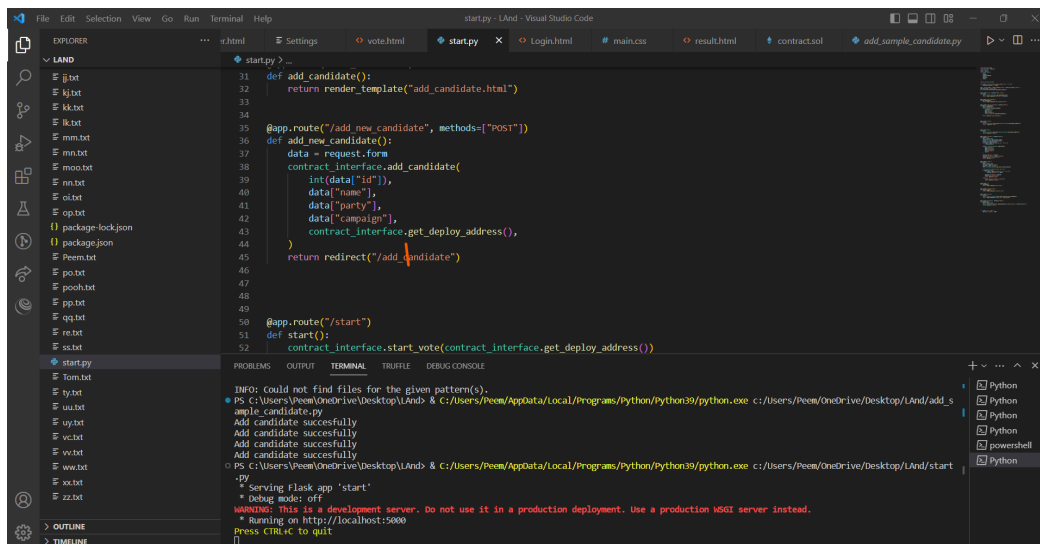 File Edit Selection View Go Run Terminal Help
start.py - LAnd - Visual Studio Code
EXPLORER
r.html Settings vote.html start.py Login.html main.css result.html contract.sol add_sample_candidate.py
LAND
start.py > ...
jj.txt
kj.txt
kk.txt
lk.txt
mm.txt
mn.txt
moo.txt
nn.txt
oi.txt
op.txt
package-lock.json
package.json
Peem.txt
po.txt
pooh.txt
pp.txt
qq.txt
re.txt
ss.txt
start.py
Tom.txt
ty.txt
uu.txt
uy.txt
vc.txt
vv.txt
ww.txt
xx.txt
zz.txt
OUTLINE
TIMELINE
31 def add_candidate():
32 return render_template("add_candidate.html")
33
34
35 @app.route("/add_new_candidate", methods=["POST"])
36 def add_new_candidate():
37 data = request.form
38 contract_interface.add_candidate(
39 int(data["id"]),
40 data["name"],
41 data["party"],
42 data["campaign"],
43 contract_interface.get_deploy_address(),
44 )
45 return redirect("/add_candidate")
46
47
48
49
50 @app.route("/start")
51 def start():
52 contract_interface.start_vote(contract_interface.get_deploy_address())
PROBLEMS OUTPUT TERMINAL TRUFFLE DEBUG CONSOLE
INFO: Could not find files for the given pattern(s).
PS C:\Users\Peem\OneDrive\Desktop\LAnd> & C:/Users/Peem/AppData/Local/Programs/Python/Python39/python.exe c:/Users/Peem/OneDrive/Desktop/LAnd/add_s
ample_candidate.py
Add candidate succesfully
Add candidate succesfully
Add candidate succesfully
Add candidate succesfully
PS C:\Users\Peem\OneDrive\Desktop\LAnd> & C:/Users/Peem/AppData/Local/Programs/Python/Python39/python.exe c:/Users/Peem/OneDrive/Desktop/LAnd/start
.py
* Serving Flask app 'start'
* Debug mode: off
WARNING: This is a development server. Do not use it in a production deployment. Use a production WSGI server instead.
* Running on http://localhost:5000
Press CTRL+C to quit
Python
Python
Python
Python
powershell
Python